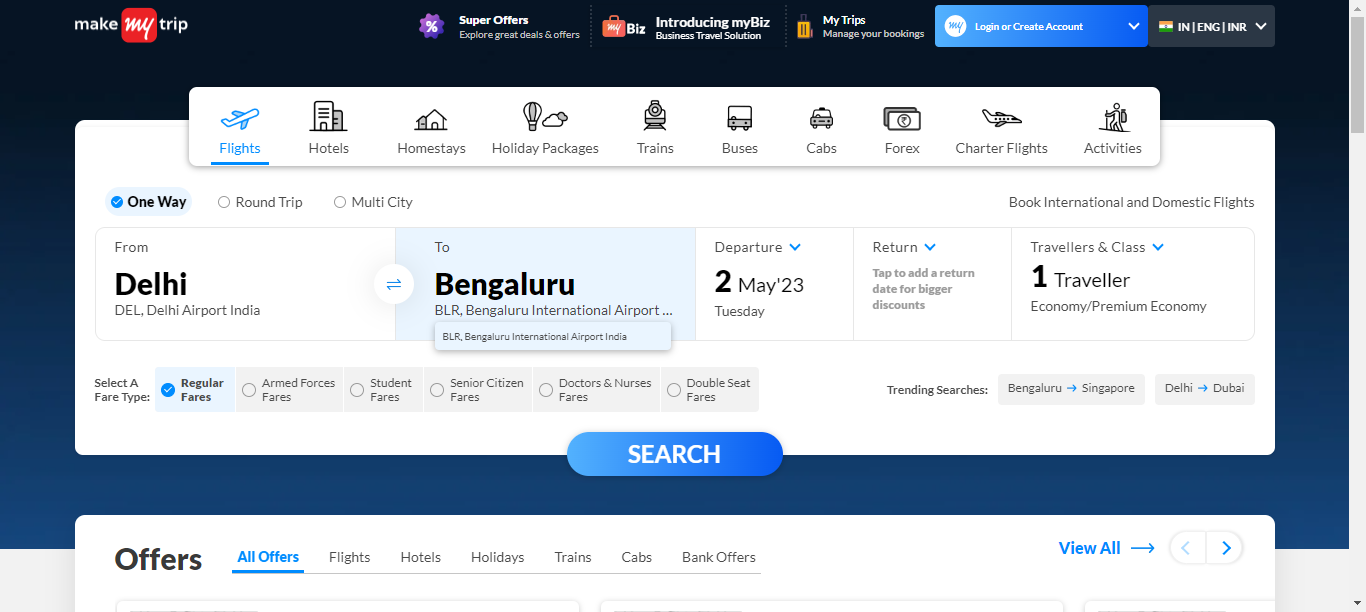 make my trip
Super Offers
Explore great deals & offers
my Biz
Introducing myBiz
Business Travel Solution
My Trips
Manage your bookings
my Login or Create Account
IN | ENG | INR
Flights
Hotels
Homestays
Holiday Packages
Trains
Buses
Cabs
Forex
Charter Flights
Activities
One Way
Round Trip
Multi City
Book International and Domestic Flights
From
Delhi
DEL, Delhi Airport India
To
Bengaluru
BLR, Bengaluru International Airport ...
BLR, Bengaluru International Airport India
Departure
2 May'23
Tuesday
Return
Tap to add a return
date for bigger
discounts
Travellers & Class
1 Traveller
Economy/Premium Economy
Select A
Fare Type:
Regular
Fares
Armed Forces
Fares
Student
Fares
Senior Citizen
Fares
Doctors & Nurses
Fares
Double Seat
Fares
Trending Searches:
Bengaluru → Singapore
Delhi → Dubai
SEARCH
Offers
All Offers
Flights
Hotels
Holidays
Trains
Cabs
Bank Offers
View All